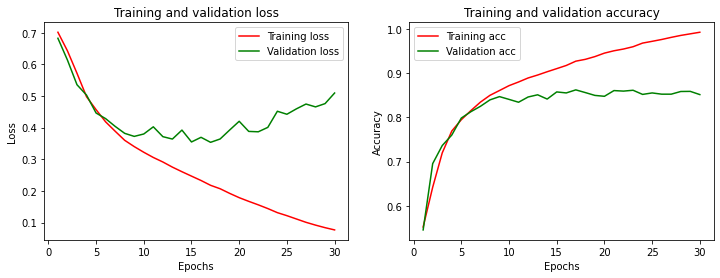 Training and validation loss
0.7
0.6
0.5
0.4
0.3
0.2
0.1
Loss
Training loss
Validation loss
0 5 10 15 20 25 30
Epochs
Training and validation accuracy
1.0
0.9
0.8
0.7
0.6
Accuracy
Training acc
Validation acc
0 5 10 15 20 25 30
Epochs